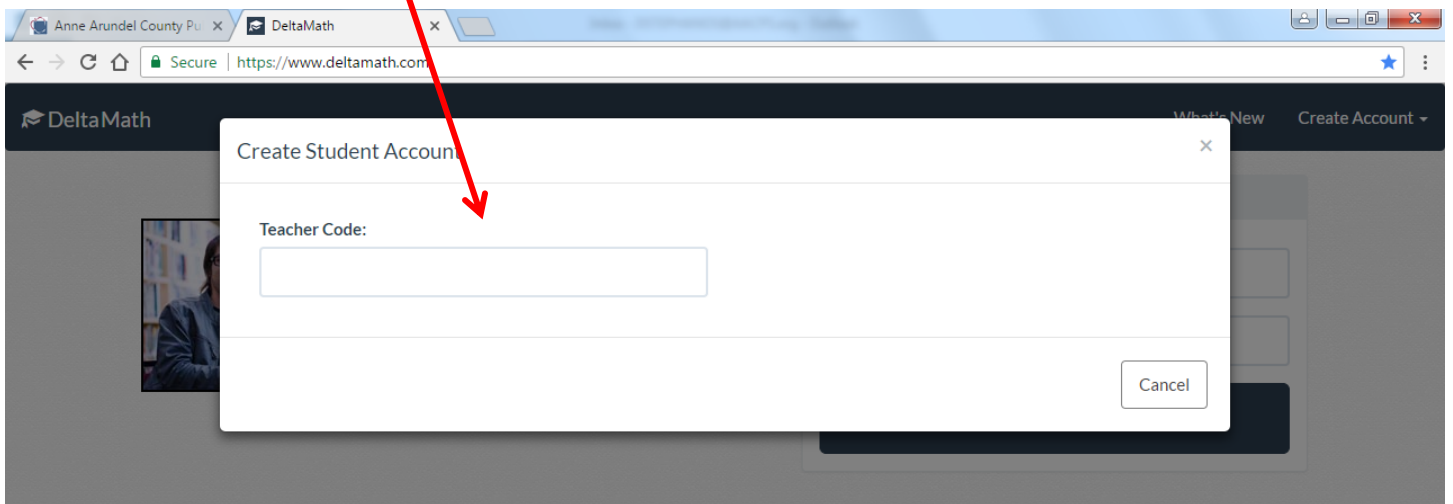 Anne Arundel County Pu
DeltaMath
Secure | https://www.deltamath.com
DeltaMath
What's New
Create Account
Create Student Account
×
Teacher Code:
Cancel